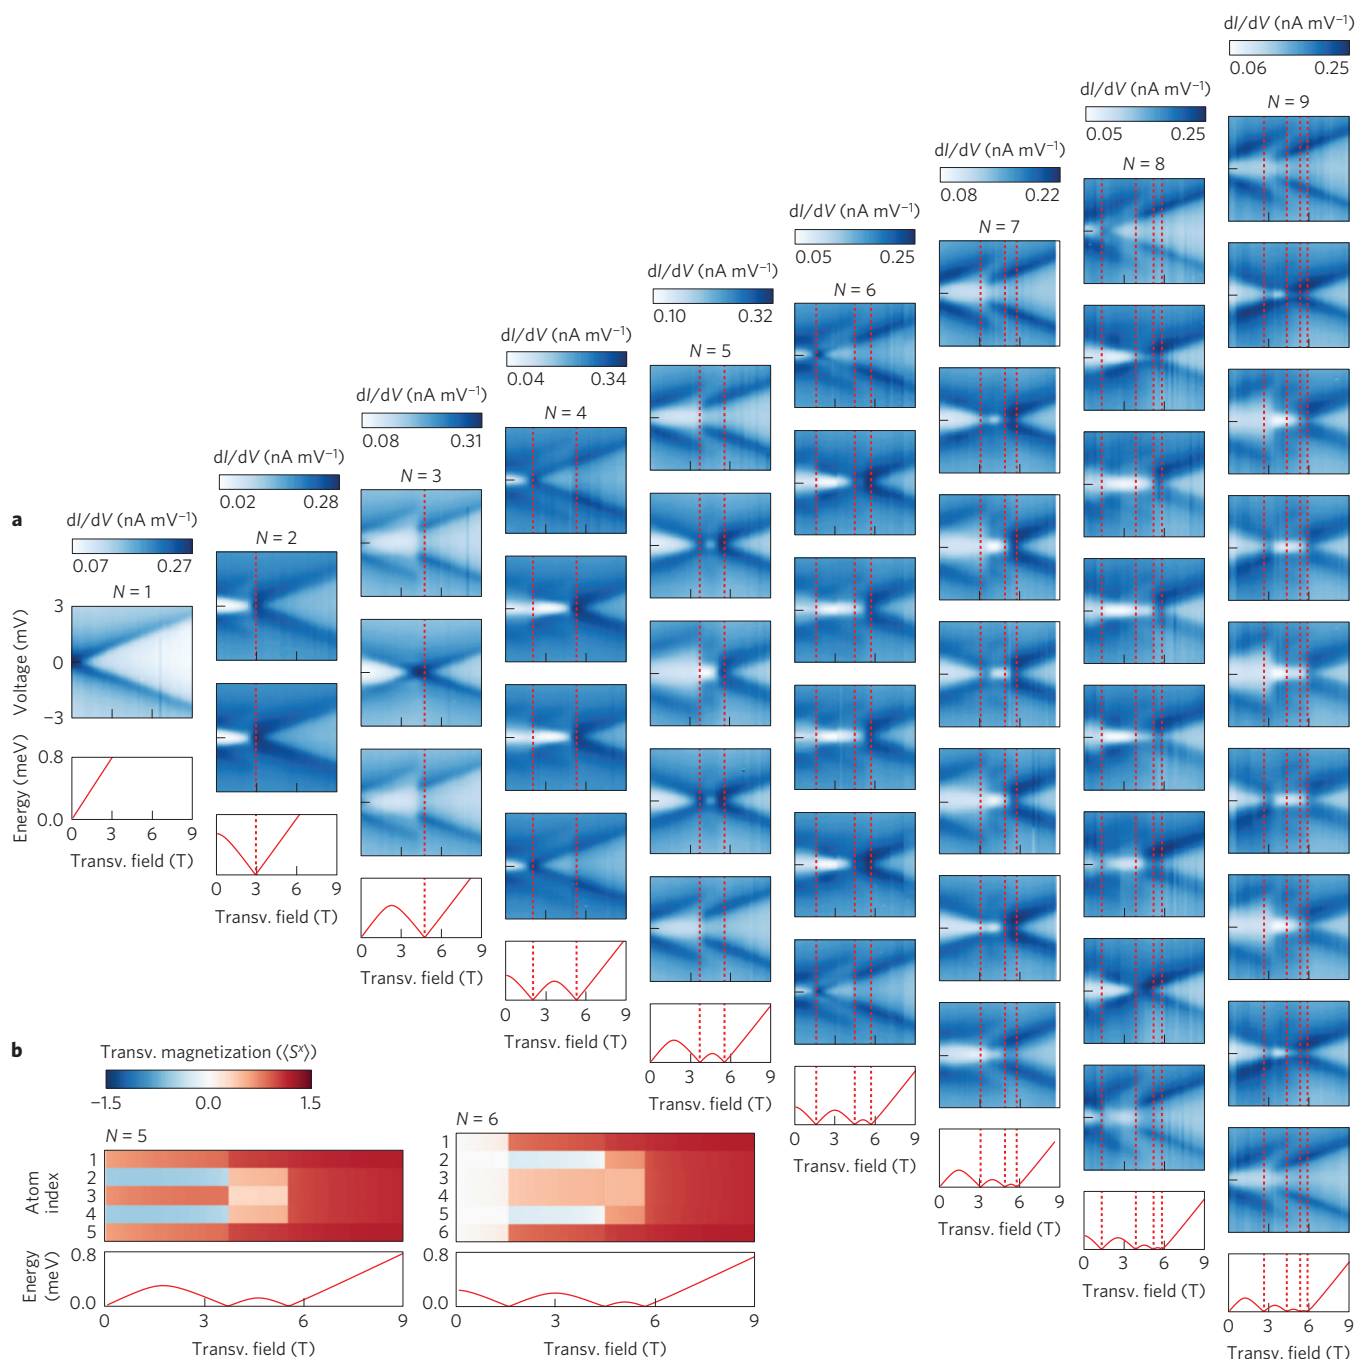 a
dI/dV (nA mV⁻¹)
0.07 0.27
N = 1
3
0
−3
Voltage (mV)
0.8
0.0
Energy (meV)
0 3 6 9
Transv. field (T)
dI/dV (nA mV⁻¹)
0.02 0.28
N = 2
0 3 6 9
Transv. field (T)
dI/dV (nA mV⁻¹)
0.08 0.31
N = 3
0 3 6 9
Transv. field (T)
dI/dV (nA mV⁻¹)
0.04 0.34
N = 4
0 3 6 9
Transv. field (T)
dI/dV (nA mV⁻¹)
0.10 0.32
N = 5
0 3 6 9
Transv. field (T)
dI/dV (nA mV⁻¹)
0.05 0.25
N = 6
0 3 6 9
Transv. field (T)
dI/dV (nA mV⁻¹)
0.08 0.22
N = 7
0 3 6 9
Transv. field (T)
dI/dV (nA mV⁻¹)
0.05 0.25
N = 8
0 3 6 9
Transv. field (T)
dI/dV (nA mV⁻¹)
0.06 0.25
N = 9
0 3 6 9
Transv. field (T)
b
Transv. magnetization (⟨Sˣ⟩)
−1.5 0.0 1.5
N = 5
1
2
3
4
5
Atom
index
0.8
0.0
Energy
(meV)
0 3 6 9
Transv. field (T)
N = 6
1
2
3
4
5
6
0 3 6 9
Transv. field (T)